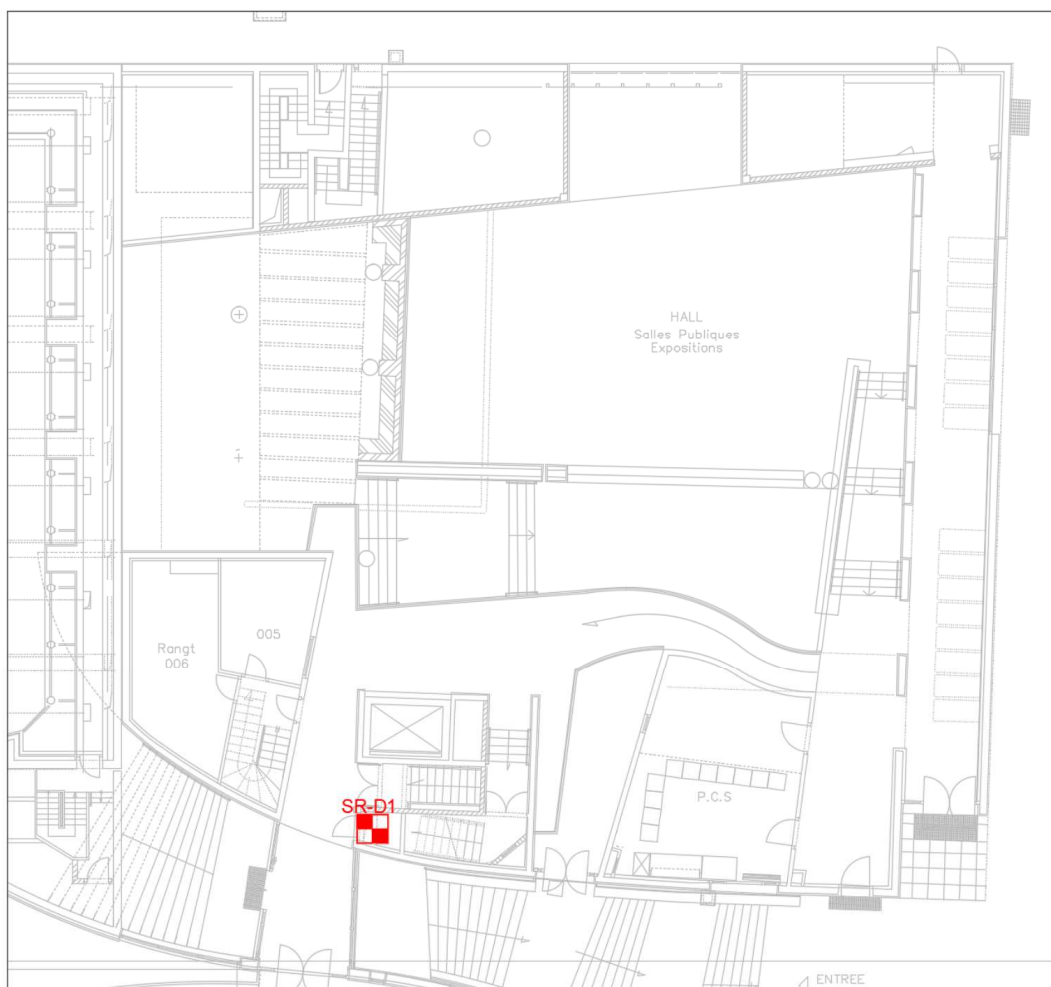 HALL
Salles Publiques
Expositions
005
Rangt
006
P.C.S
SR-D1
ENTREE